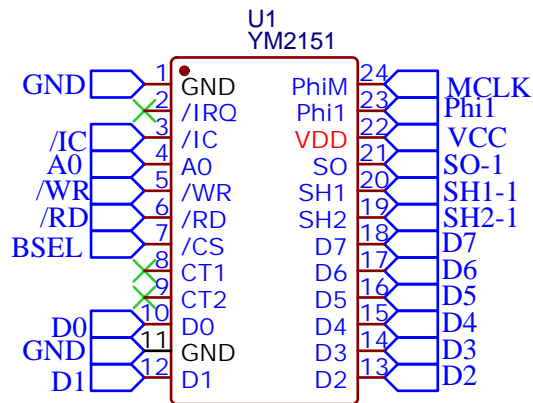 U1
YM2151
GND 1 GND PhiM 24 MCLK
2 /IRQ Phi1 23 Phi1
/IC 3 /IC VDD 22 VCC
A0 4 A0 SO 21 SO-1
/WR 5 /WR SH1 20 SH1-1
/RD 6 /RD SH2 19 SH2-1
BSEL 7 /CS D7 18 D7
8 CT1 D6 17 D6
9 CT2 D5 16 D5
D0 10 D0 D4 15 D4
GND 11 GND D3 14 D3
D1 12 D1 D2 13 D2